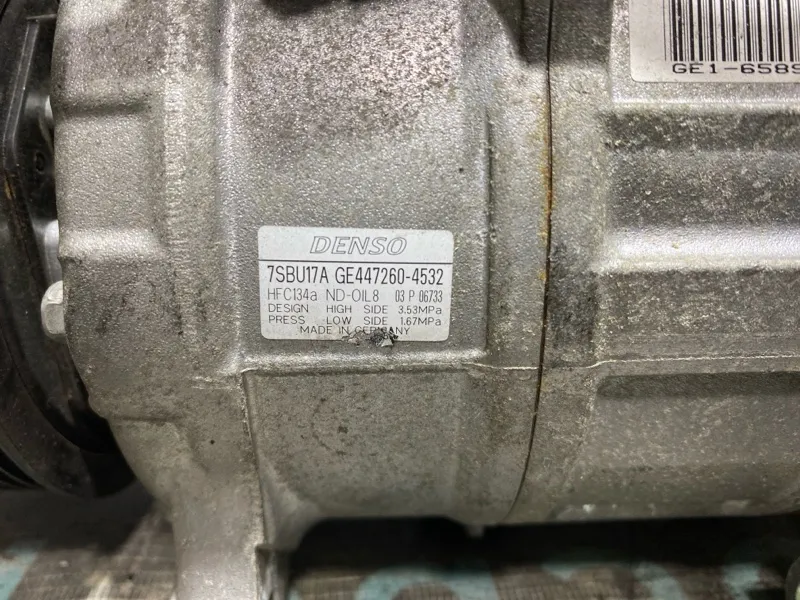 GE1-6589
DENSO
7SBU17A GE447260-4532
HFC134a ND-OIL8 03 P 06733
DESIGN HIGH SIDE 3.53MPa
PRESS LOW SIDE 1.67MPa
MADE IN GERMANY